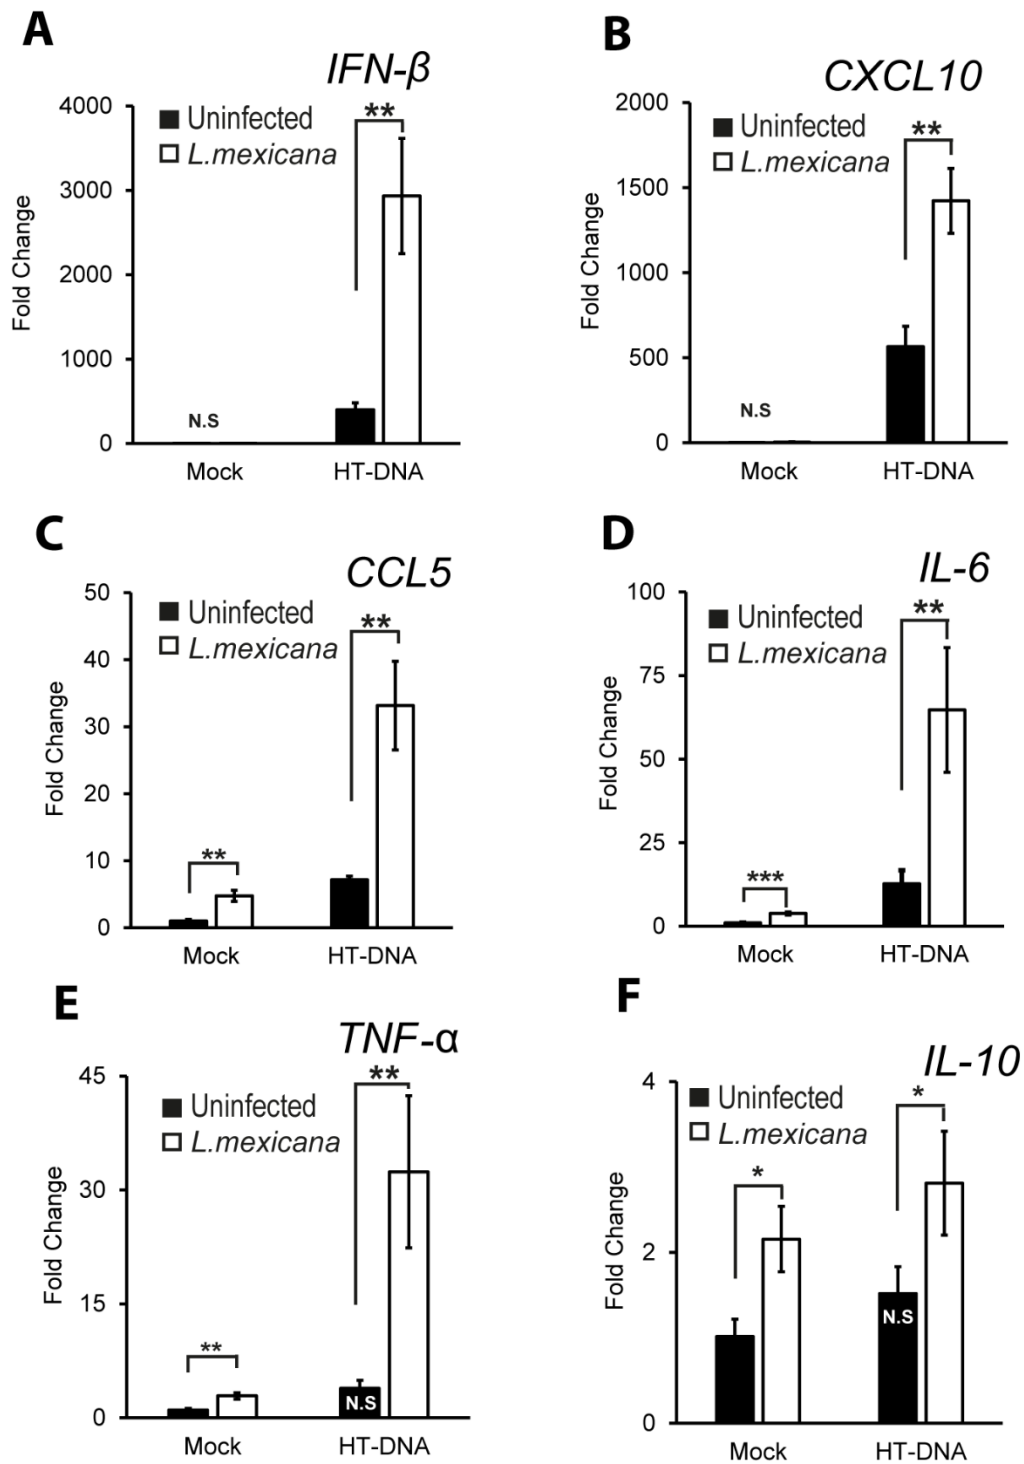 A
IFN-β
Uninfected
L.mexicana
**
4000
3000
2000
1000
0
Fold Change
N.S
Mock
HT-DNA
B
CXCL10
Uninfected
L.mexicana
**
2000
1500
1000
500
0
Fold Change
N.S
Mock
HT-DNA
C
CCL5
Uninfected
L.mexicana
**
**
50
40
30
20
10
0
Fold Change
Mock
HT-DNA
D
IL-6
Uninfected
L.mexicana
**
***
100
75
50
25
0
Fold Change
Mock
HT-DNA
E
TNF-α
Uninfected
L.mexicana
**
**
45
30
15
0
Fold Change
N.S
Mock
HT-DNA
F
IL-10
Uninfected
L.mexicana
*
*
4
2
0
Fold Change
N.S
Mock
HT-DNA